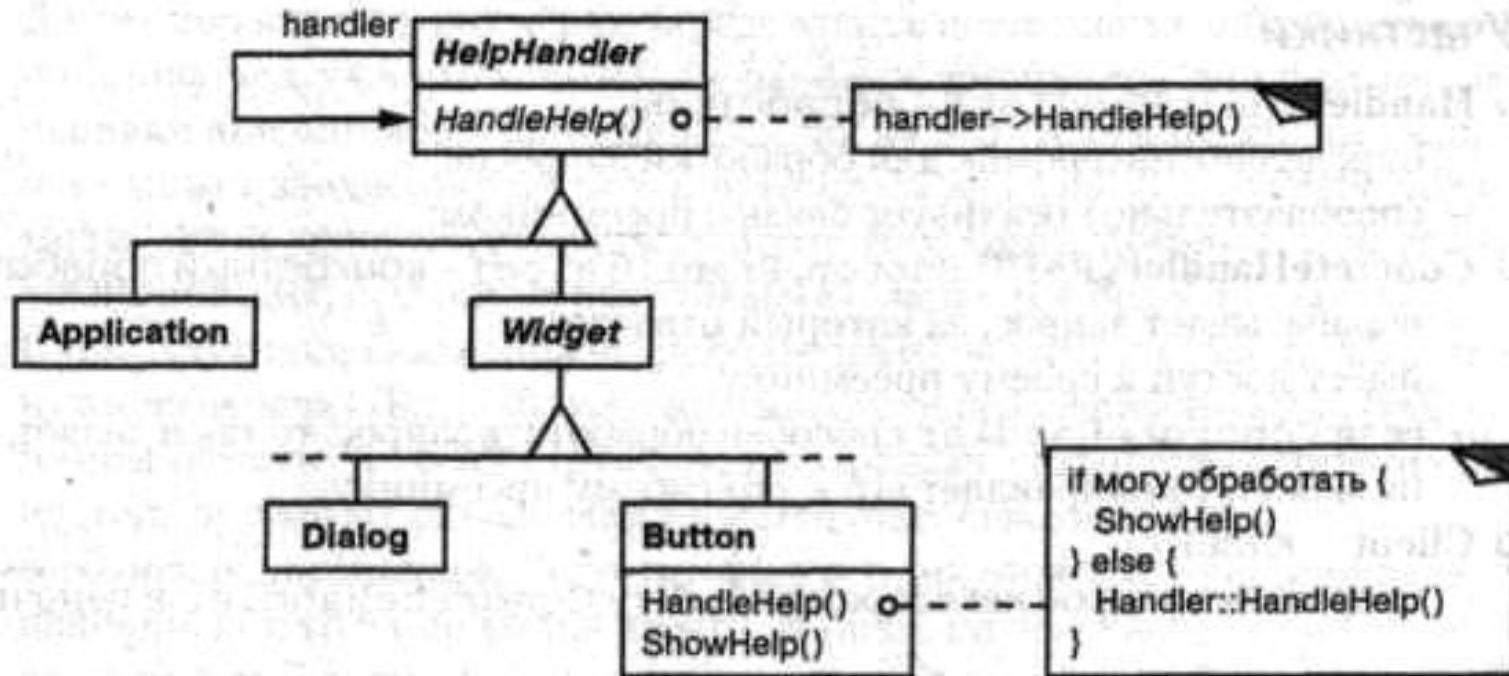 handler
HelpHandler
HandleHelp()
handler–>HandleHelp()
Application
Widget
Dialog
Button
HandleHelp()
ShowHelp()
if могу обработать {
ShowHelp()
} else {
Handler::HandleHelp()
}